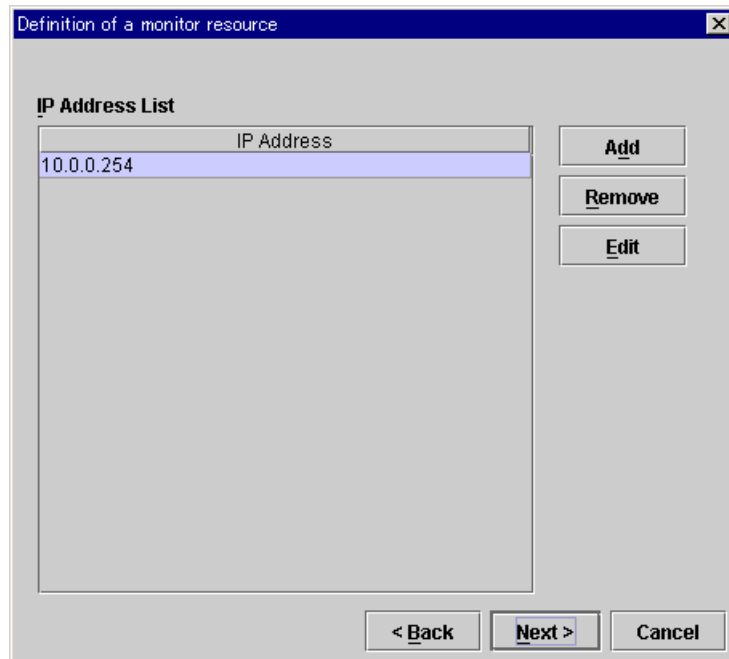 Definition of a monitor resource
IP Address List
IP Address
10.0.0.254
Add
Remove
Edit
< Back
Next >
Cancel